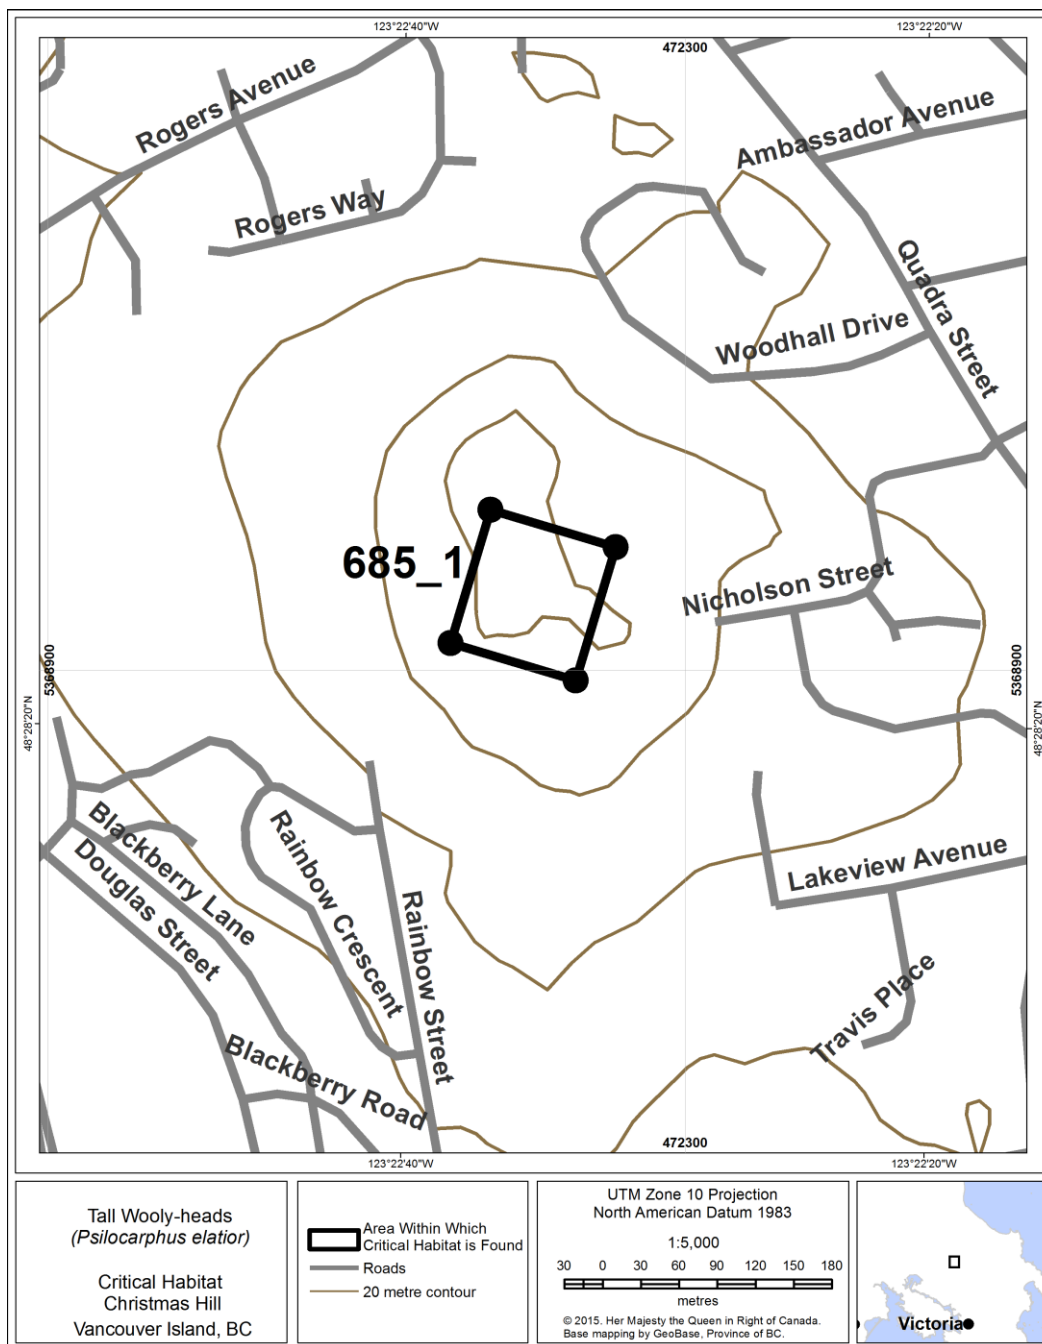 123°22'40"W
123°22'20"W
472300
Rogers Avenue
Ambassador Avenue
Rogers Way
Quadra Street
Woodhall Drive
685_1
Nicholson Street
5368900
5368900
48°28'20"N
48°28'20"N
Blackberry Lane
Douglas Street
Rainbow Crescent
Rainbow Street
Lakeview Avenue
Travis Place
Blackberry Road
472300
123°22'40"W
123°22'20"W
Tall Wooly-heads
(Psilocarphus elatior)
Critical Habitat
Christmas Hill
Vancouver Island, BC
Area Within Which
Critical Habitat is Found
Roads
20 metre contour
UTM Zone 10 Projection
North American Datum 1983
1:5,000
30 0 30 60 90 120 150 180
metres
© 2015. Her Majesty the Queen in Right of Canada.
Base mapping by GeoBase, Province of BC.
Victoria